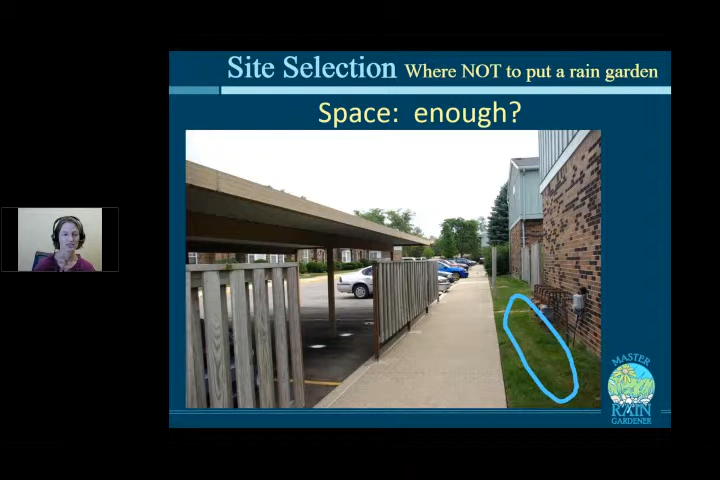 Site Selection Where NOT to put a rain garden
Space: enough?
MASTER
RAIN
GARDENER